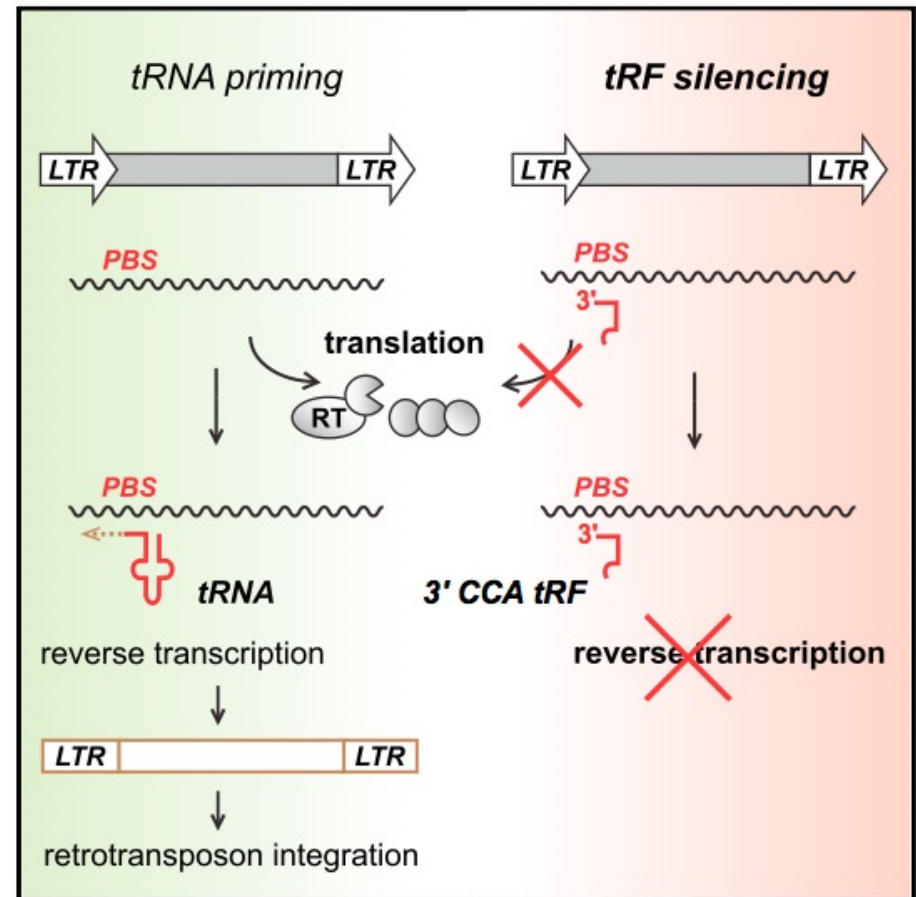 tRNA priming
LTR LTR
PBS
translation
RT
PBS
tRNA
reverse transcription
LTR LTR
retrotransposon integration
tRF silencing
LTR LTR
PBS
3'
PBS
3'
3' CCA tRF
reverse transcription